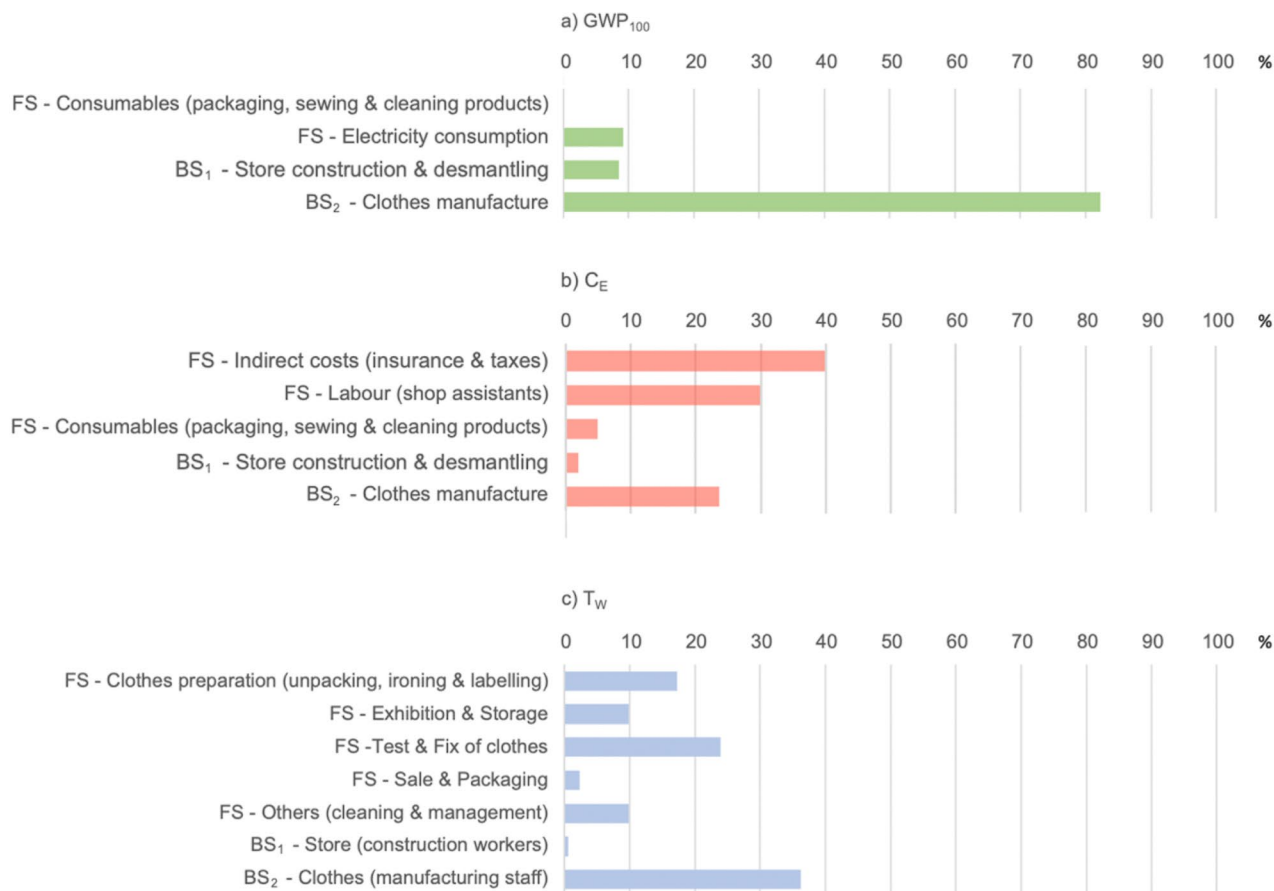 a) GWP₁₀₀
0 10 20 30 40 50 60 70 80 90 100 %
FS - Consumables (packaging, sewing & cleaning products)
FS - Electricity consumption
BS₁ - Store construction & desmantling
BS₂ - Clothes manufacture
b) C_E
0 10 20 30 40 50 60 70 80 90 100 %
FS - Indirect costs (insurance & taxes)
FS - Labour (shop assistants)
FS - Consumables (packaging, sewing & cleaning products)
BS₁ - Store construction & desmantling
BS₂ - Clothes manufacture
c) T_W
0 10 20 30 40 50 60 70 80 90 100 %
FS - Clothes preparation (unpacking, ironing & labelling)
FS - Exhibition & Storage
FS -Test & Fix of clothes
FS - Sale & Packaging
FS - Others (cleaning & management)
BS₁ - Store (construction workers)
BS₂ - Clothes (manufacturing staff)